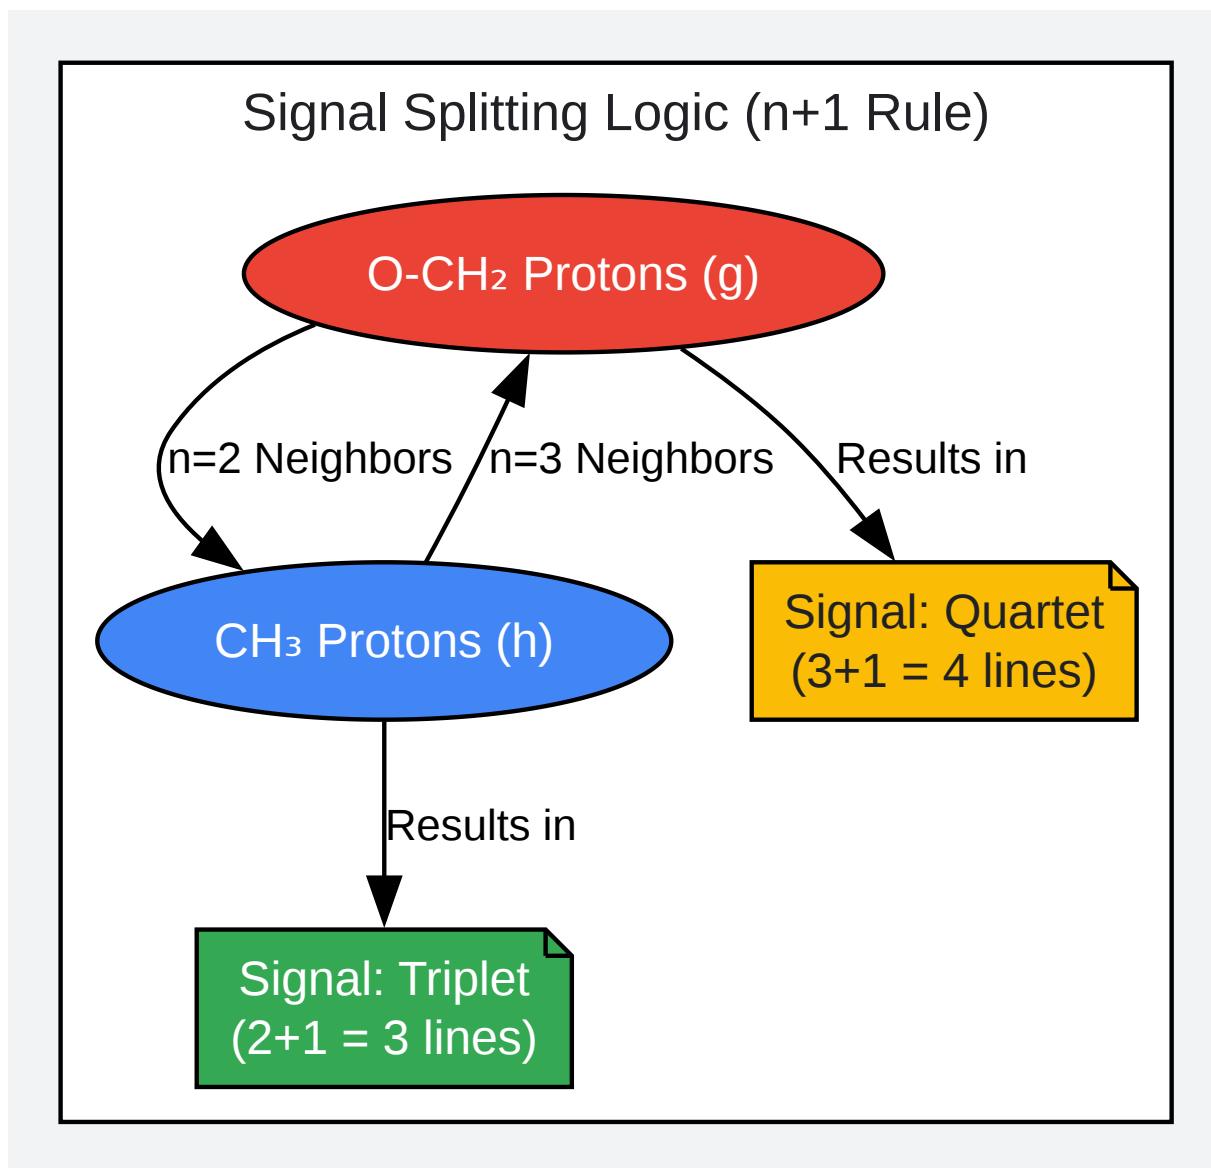 Signal Splitting Logic (n+1 Rule)
O-CH₂ Protons (g)
n=2 Neighbors
n=3 Neighbors
Results in
CH₃ Protons (h)
Signal: Quartet
(3+1 = 4 lines)
Results in
Signal: Triplet
(2+1 = 3 lines)